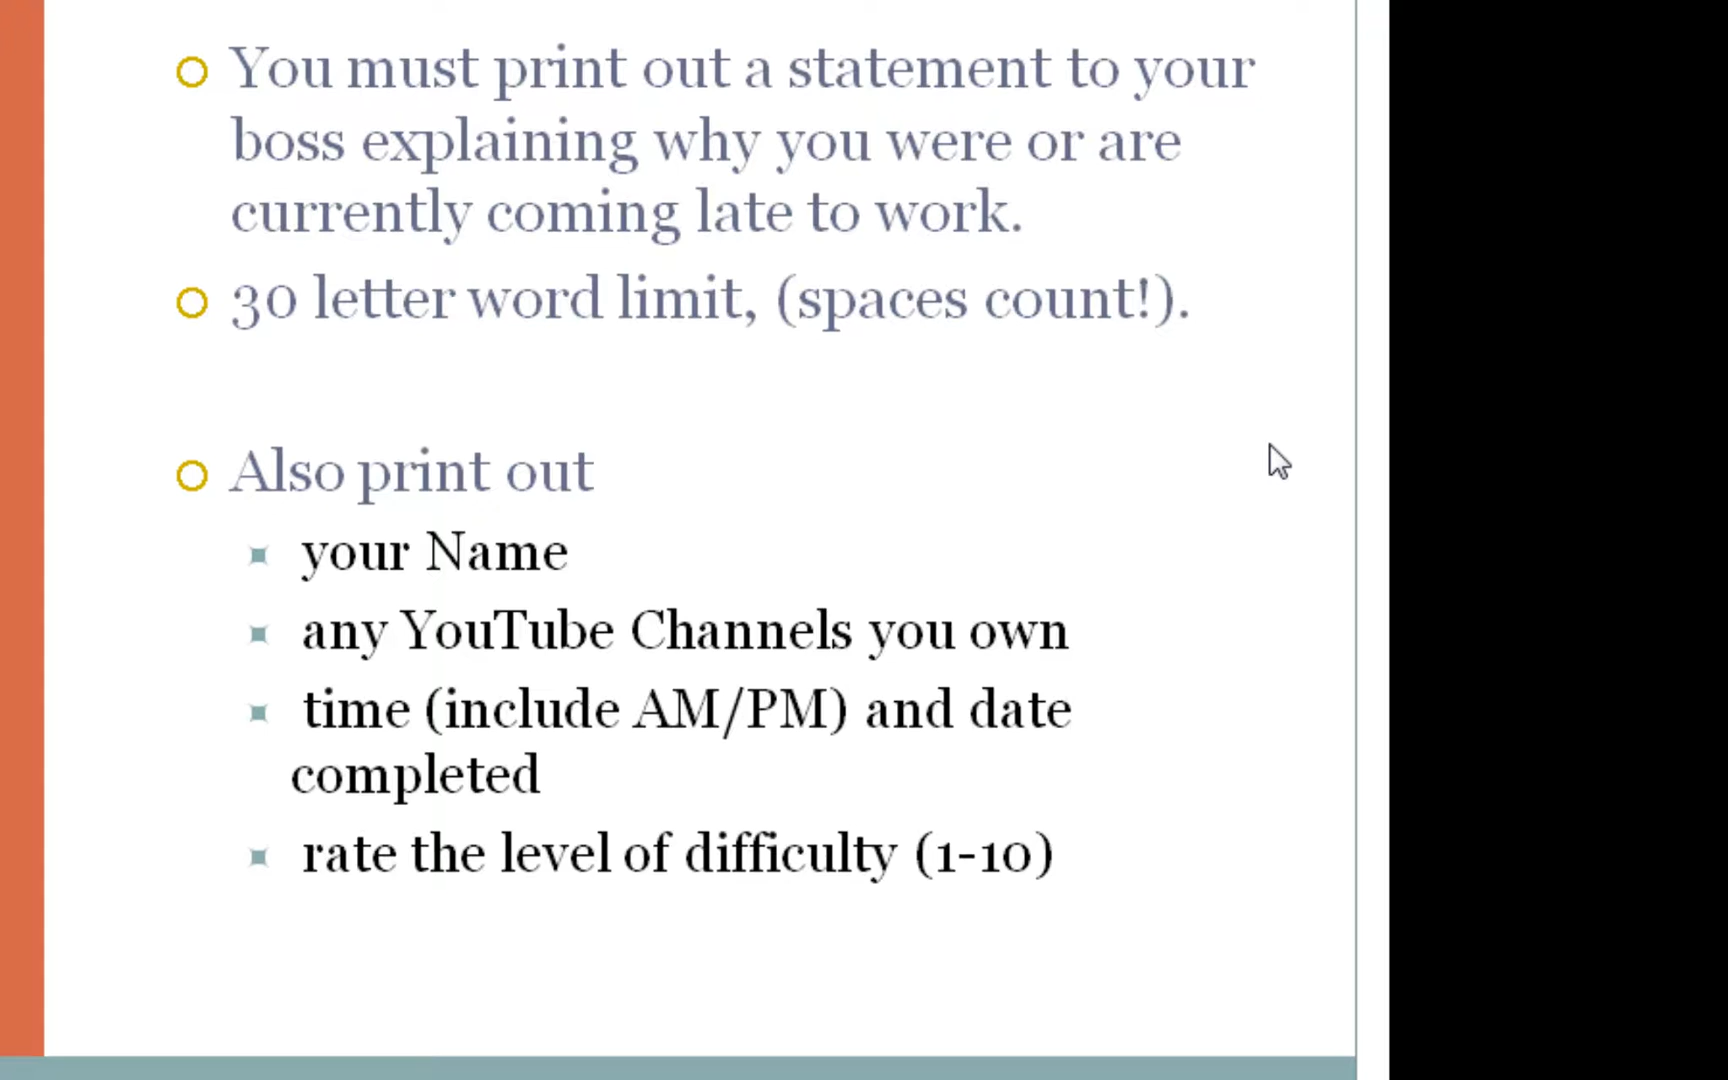 You must print out a statement to your
boss explaining why you were or are
currently coming late to work.
30 letter word limit, (spaces count!).
Also print out
your Name
any YouTube Channels you own
time (include AM/PM) and date
completed
rate the level of difficulty (1-10)